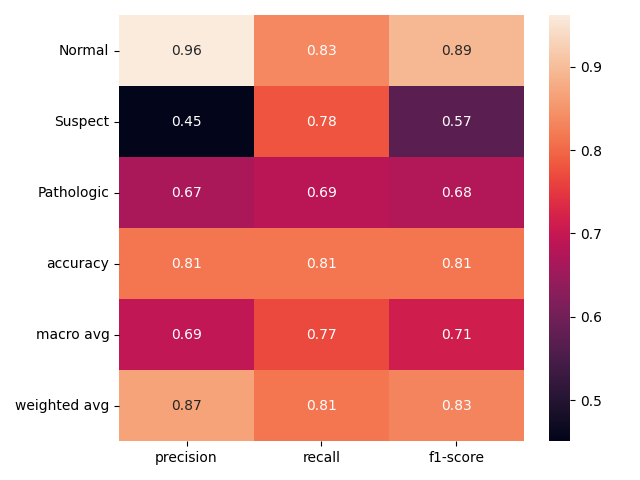 Normal 0.96 0.83 0.89
Suspect 0.45 0.78 0.57
Pathologic 0.67 0.69 0.68
accuracy 0.81 0.81 0.81
macro avg 0.69 0.77 0.71
weighted avg 0.87 0.81 0.83
precision recall f1-score
0.9
0.8
0.7
0.6
0.5